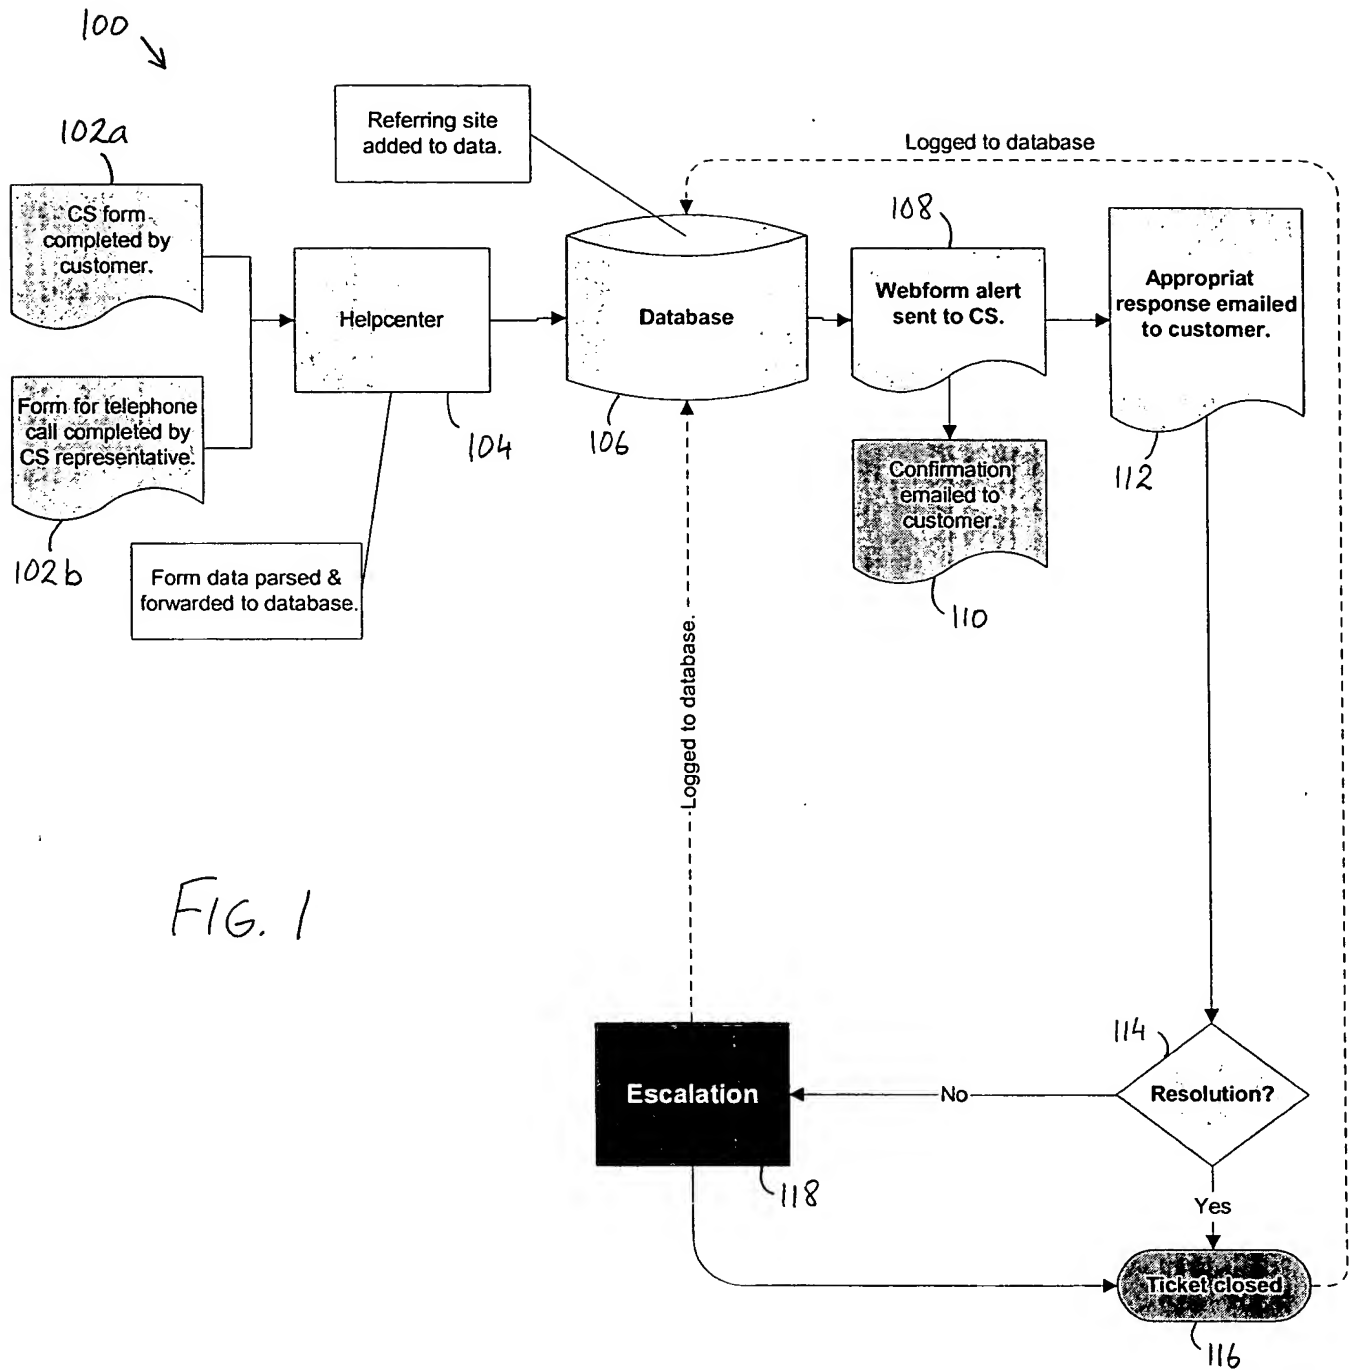 100
102a
CS form
completed by
customer.
Form for telephone
call completed by
CS representative.
102b
Helpcenter
104
Form data parsed &
forwarded to database.
Referring site
added to data.
Database
106
Logged to database
108
Webform alert
sent to CS.
Confirmation
emailed to
customer.
110
Appropriat
response emailed
to customer.
112
Logged to database.
114
Resolution?
No
Yes
Escalation
118
Ticket closed
116
FIG. 1